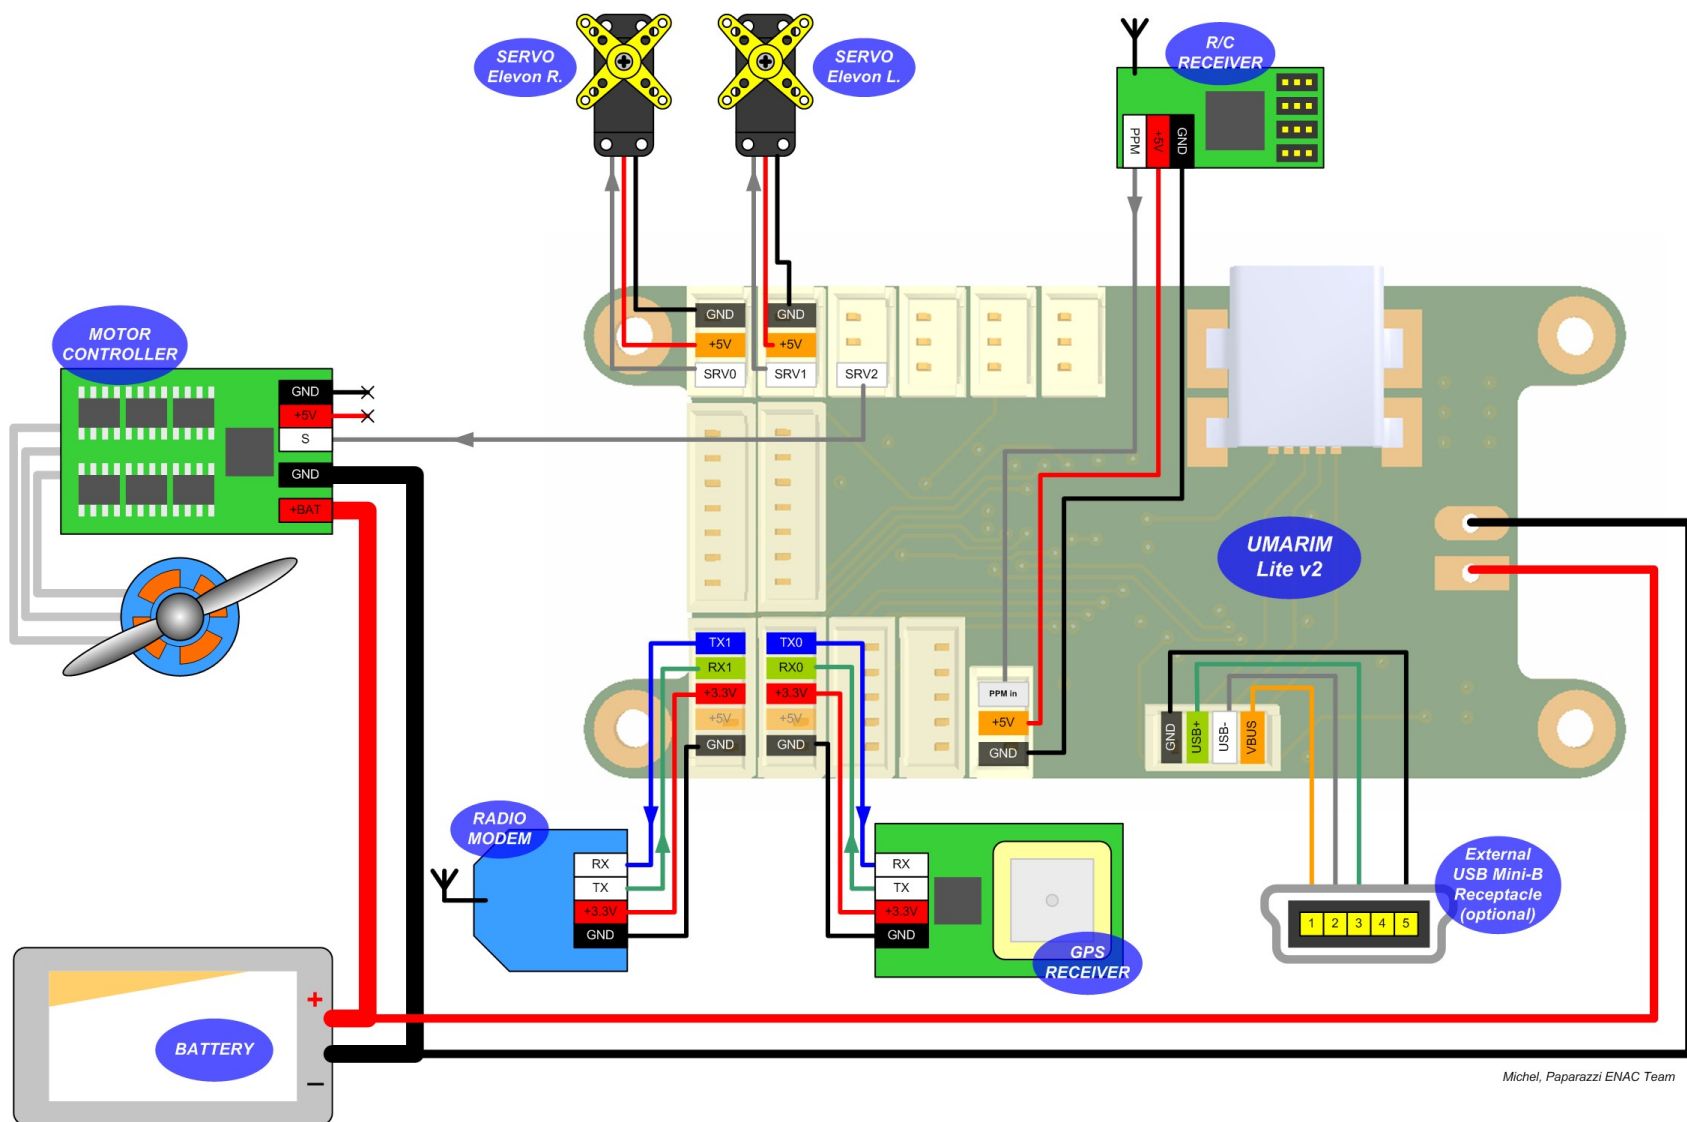 SERVO
Elevon R.
SERVO
Elevon L.
R/C
RECEIVER
PPM
+5V
GND
MOTOR
CONTROLLER
GND
+5V
S
GND
+BAT
GND
+5V
SRV0
GND
+5V
SRV1
SRV2
UMARIM
Lite v2
TX1
RX1
+3.3V
+5V
GND
TX0
RX0
+3.3V
+5V
GND
PPM in
+5V
GND
GND
USB+
USB-
VBUS
RADIO
MODEM
RX
TX
+3.3V
GND
RX
TX
+3.3V
GND
GPS
RECEIVER
External
USB Mini-B
Receptacle
(optional)
1 2 3 4 5
+
BATTERY
–
Michel, Paparazzi ENAC Team